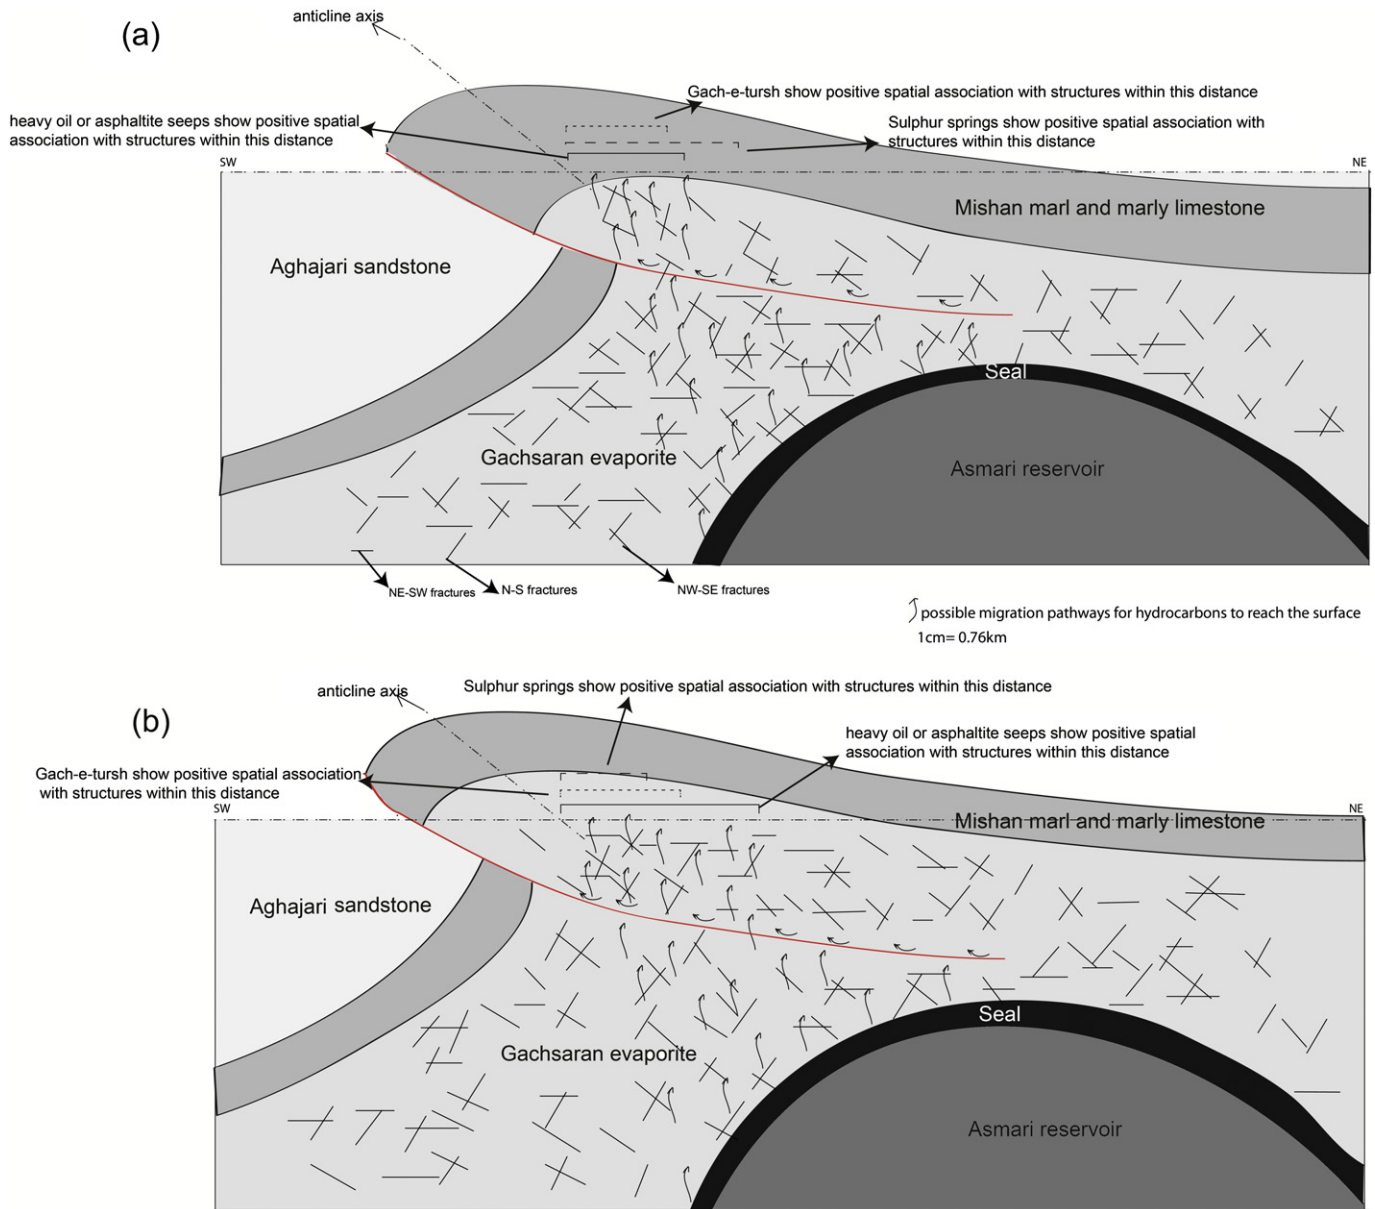 (a)
anticline axis
Gach-e-tursh show positive spatial association with structures within this distance
heavy oil or asphaltite seeps show positive spatial
association with structures within this distance
Sulphur springs show positive spatial association with
structures within this distance
SW
NE
Mishan marl and marly limestone
Aghajari sandstone
Seal
Gachsaran evaporite
Asmari reservoir
NE-SW fractures
N-S fractures
NW-SE fractures
possible migration pathways for hydrocarbons to reach the surface
1cm= 0.76km
(b)
anticline axis
Sulphur springs show positive spatial association with structures within this distance
heavy oil or asphaltite seeps show positive spatial
association with structures within this distance
Gach-e-tursh show positive spatial association
with structures within this distance
SW
NE
Mishan marl and marly limestone
Aghajari sandstone
Seal
Gachsaran evaporite
Asmari reservoir